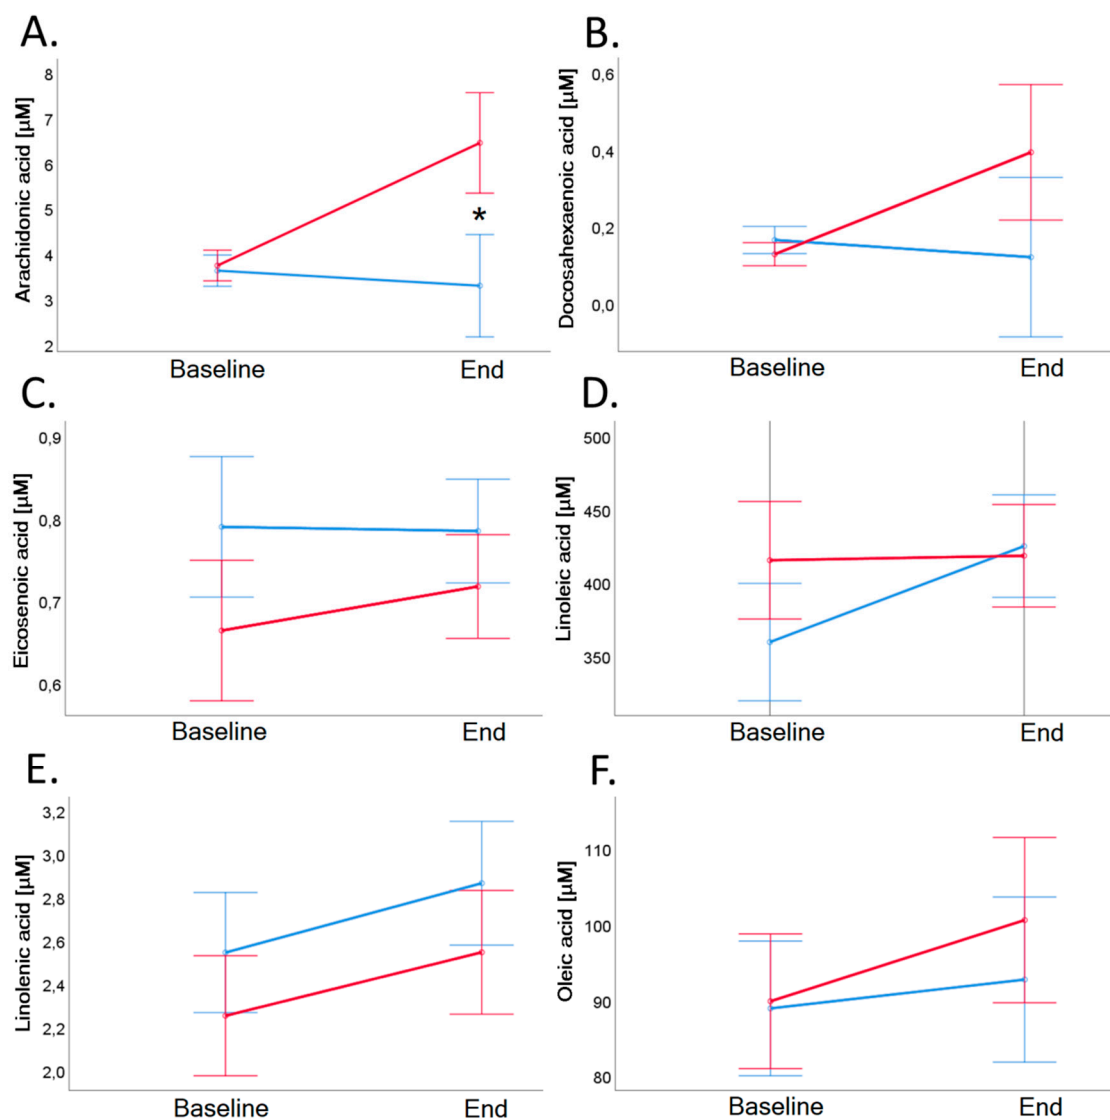 A.
Arachidonic acid [µM]
8
7
6
5
4
3
2
*
Baseline End
B.
Docosahexaenoic acid [µM]
0,6
0,4
0,2
0,0
Baseline End
C.
Eicosenoic acid [µM]
0,9
0,8
0,7
0,6
Baseline End
D.
Linoleic acid [µM]
500
450
400
350
Baseline End
E.
Linolenic acid [µM]
3,2
3,0
2,8
2,6
2,4
2,2
2,0
Baseline End
F.
Oleic acid [µM]
110
100
90
80
Baseline End